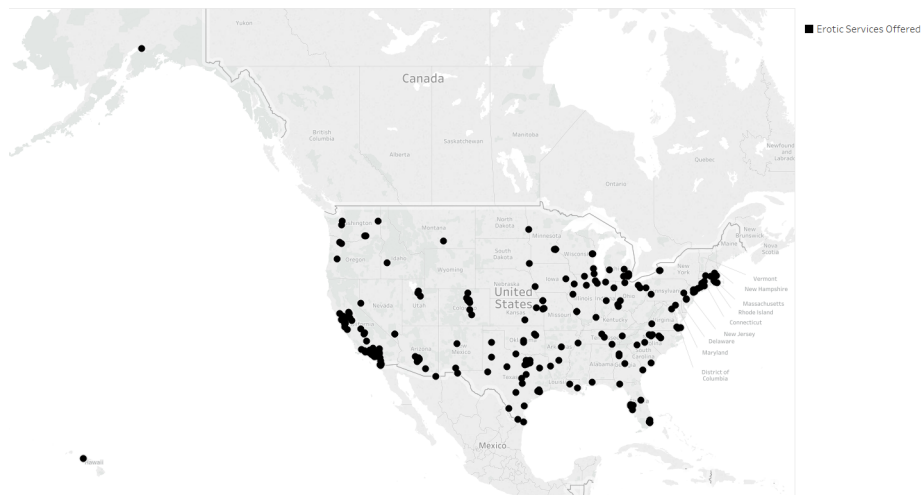 Erotic Services Offered
Yukon
Canada
British
Columbia
Alberta
Saskatchewan
Manitoba
Ontario
Quebec
Newfound
and
Labrad
New
Brunswick
Nova
Scotia
Maine
Montana
North
Dakota
Minnesota
South
Dakota
Wisconsin
Oregon
Idaho
Wyoming
Iowa
Nebraska
New
York
Vermont
New Hampshire
Massachusetts
Rhode Island
Connecticut
New Jersey
Delaware
Maryland
District of
Columbia
United
States
Nevada
Utah
Kansas
Missouri
Kentucky
Arizona
New
Mexico
South
Carolina
Alabama
Mexico
Hawaii